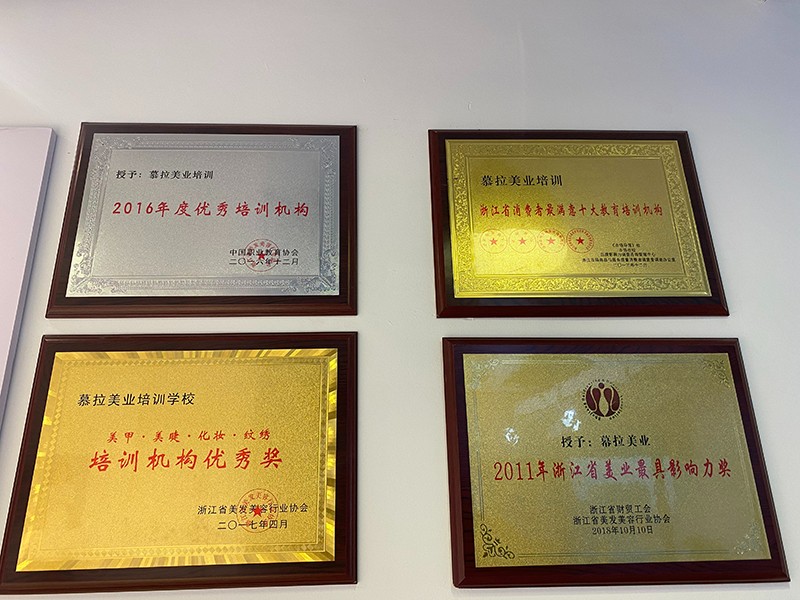 授予：慕拉美业培训
2016年度优秀培训机构
中国职业教育协会
二〇一六年十二月
慕拉美业培训
浙江省消费者最满意十大教育培训机构
慕拉美业培训学校
美甲·美睫·化妆·纹绣
培训机构优秀奖
浙江省美发美容行业协会
二〇一七年四月
授予：慕拉美业
2011年浙江省美业最具影响力奖
浙江省财贸工会
浙江省美发美容行业协会
2018年10月10日